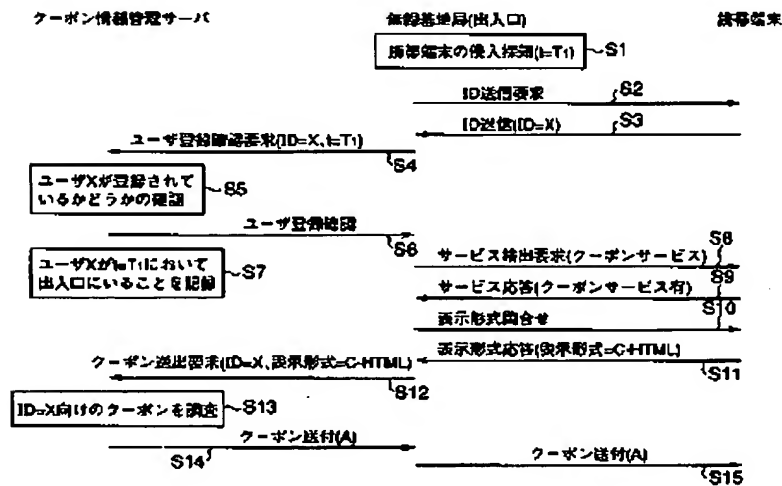 クーポン情報管理サーバ
無線基地局(出入口)
携帯端末
携帯端末の侵入探知(t=T1)
S1
ID送信要求
S2
ID送信(ID=X)
S3
ユーザ登録確認要求(ID=X,t=T1)
S4
ユーザXが登録されて
いるかどうかの確認
S5
ユーザ登録確認
S6
ユーザXがt=T1において
出入口にいることを記録
S7
サービス検出要求(クーポンサービス)
S8
サービス応答(クーポンサービス有)
S9
表示形式問合せ
S10
表示形式応答(表示形式=C-HTML)
S11
クーポン送出要求(ID=X,表示形式=C-HTML)
S12
ID=X向けのクーポンを調査
S13
クーポン送付(A)
S14
クーポン送付(A)
S15